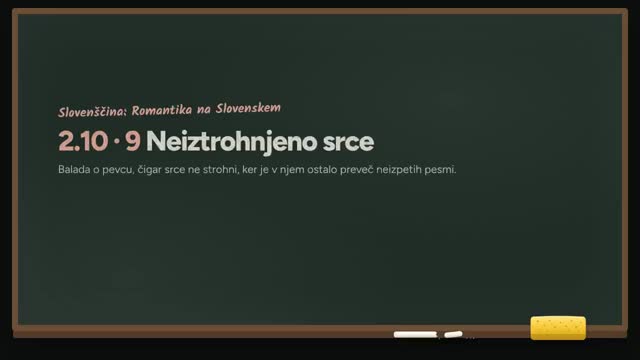 Slovenščina: Romantika na Slovenskem
2.10 · 9 Neiztrohnjeno srce
Balada o pevcu, čigar srce ne strohni, ker je v njem ostalo preveč neizpetih pesmi.